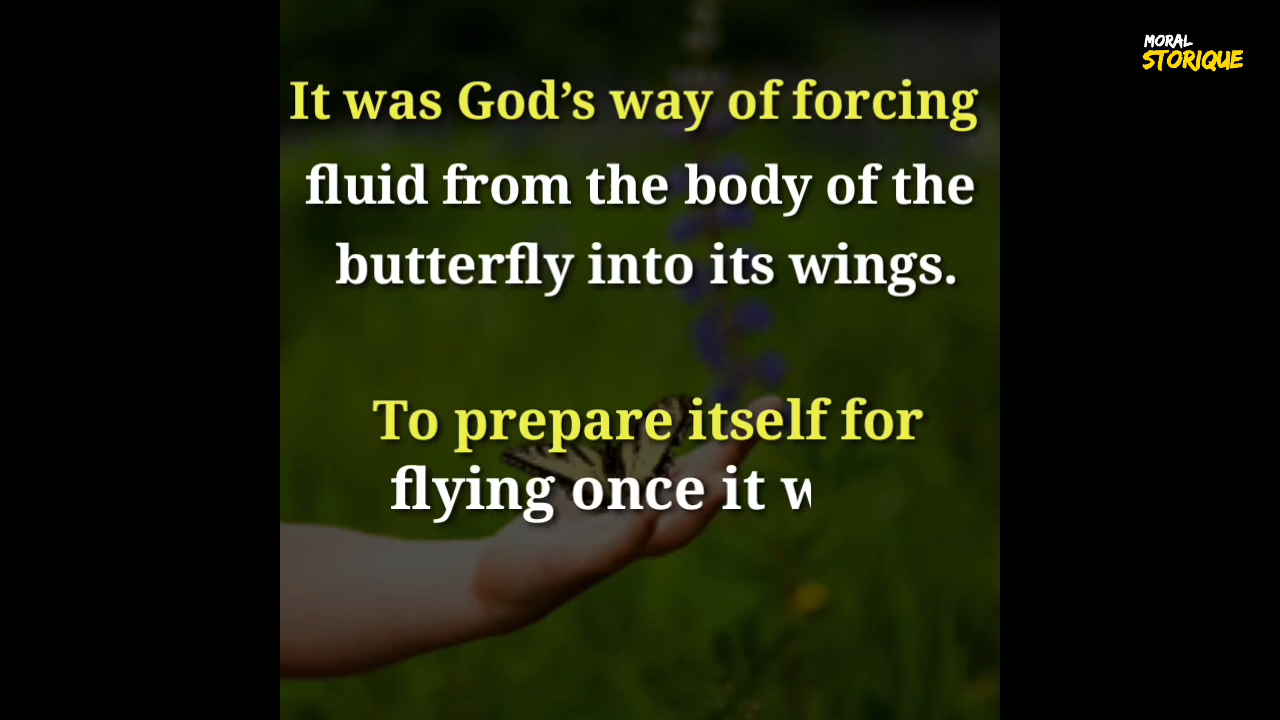 MORAL
STORIQUE
It was God’s way of forcing
fluid from the body of the
butterfly into its wings.
To prepare itself for
flying once it